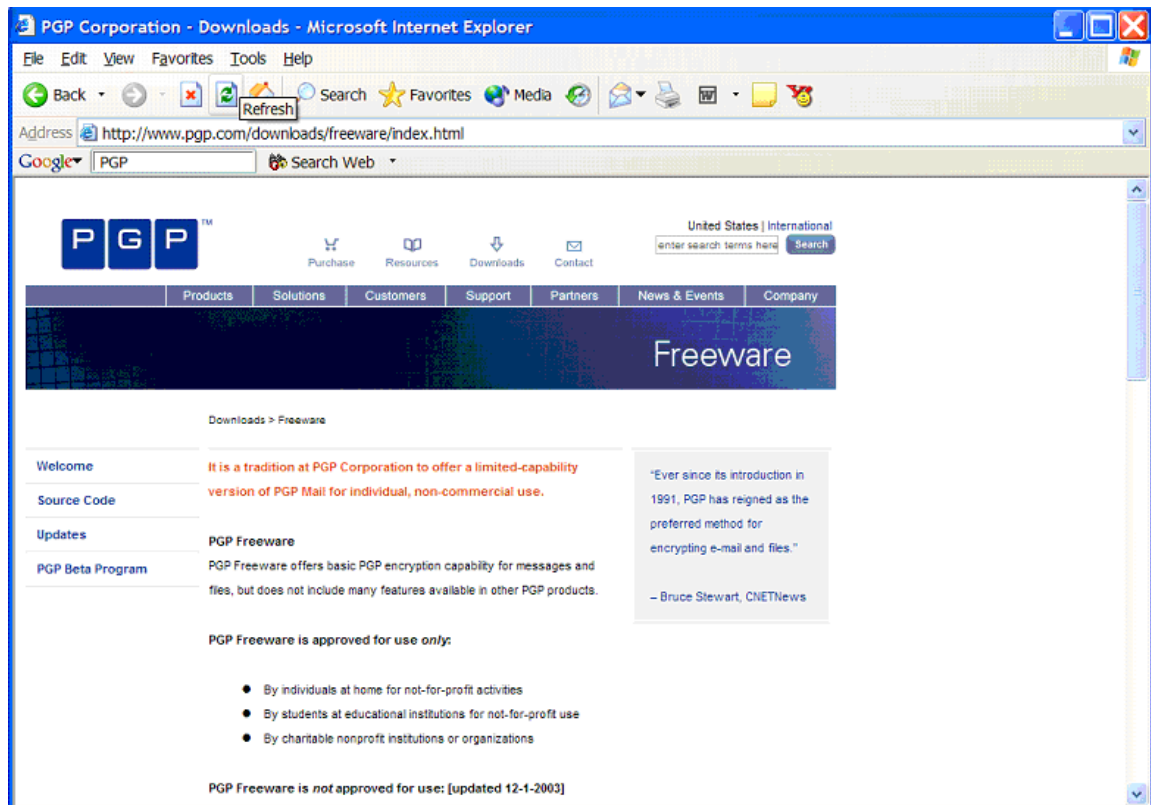 PGP Corporation - Downloads - Microsoft Internet Explorer
File Edit View Favorites Tools Help
Back Search Favorites Media
Refresh
Address http://www.pgp.com/downloads/freeware/index.html
Google PGP Search Web
PGP™
United States | International
enter search terms here Search
Purchase Resources Downloads Contact
Products Solutions Customers Support Partners News & Events Company
Freeware
Downloads > Freeware
Welcome
Source Code
Updates
PGP Beta Program
It is a tradition at PGP Corporation to offer a limited-capability
version of PGP Mail for individual, non-commercial use.
PGP Freeware
PGP Freeware offers basic PGP encryption capability for messages and
files, but does not include many features available in other PGP products.
PGP Freeware is approved for use only:
● By individuals at home for not-for-profit activities
● By students at educational institutions for not-for-profit use
● By charitable nonprofit institutions or organizations
PGP Freeware is not approved for use: [updated 12-1-2003]
“Ever since its introduction in
1991, PGP has reigned as the
preferred method for
encrypting e-mail and files.”
– Bruce Stewart, CNETNews